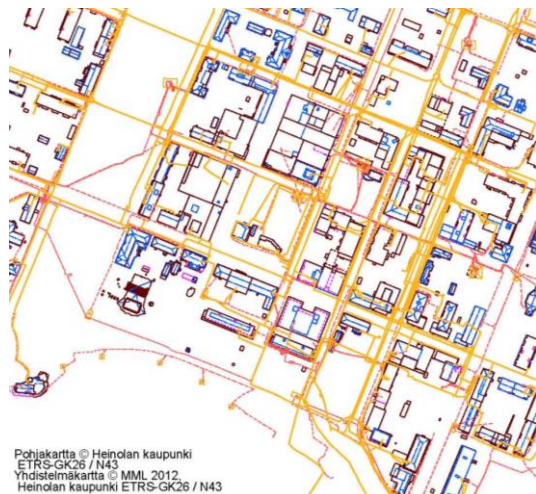 Pohjakartta © Heinolan kaupunki
ETRS-GK26 / N43
Yhdistelmäkartta © MML 2012,
Heinolan kaupunki ETRS-GK26 / N43